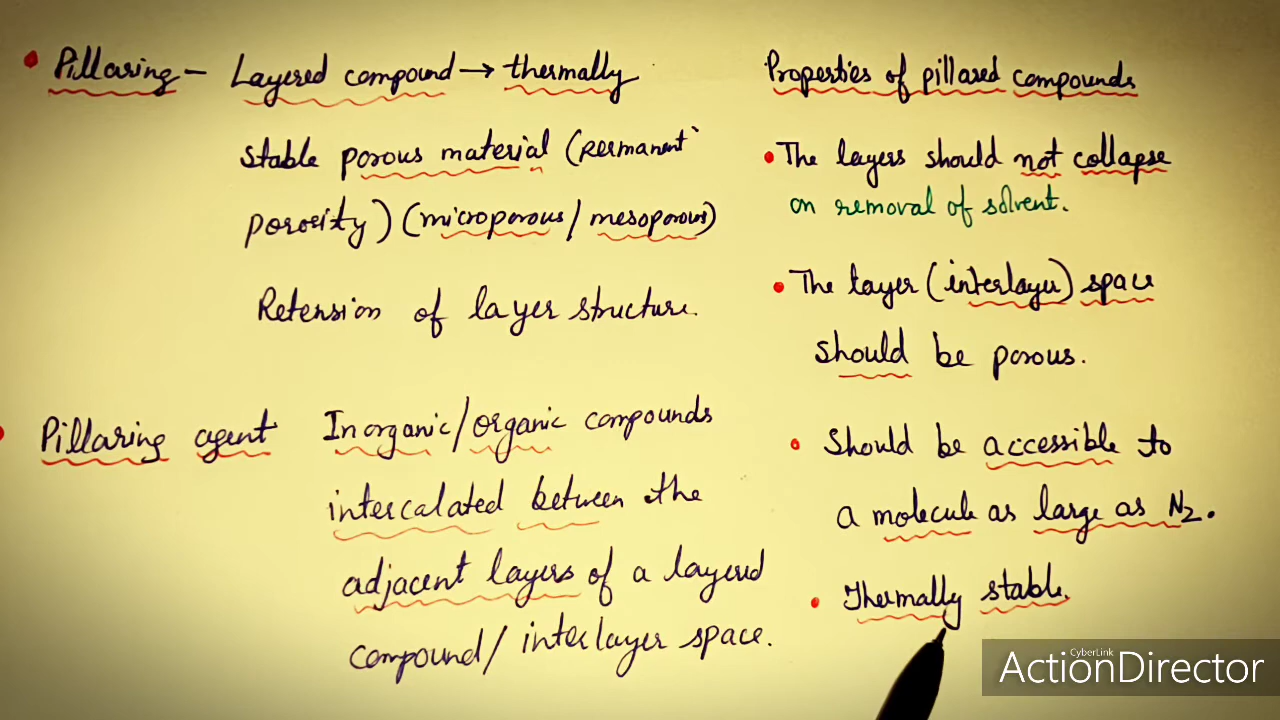 Pillaring - Layered compound → thermally
stable porous material (permanent
porosity) (microporous / mesoporous)
Retension of layer structure.
Pillaring agent Inorganic/organic compounds
intercalated between the
adjacent layers of a layered
compound/ interlayer space.
Properties of pillared compounds
• The layers should not collapse
on removal of solvent.
• The layer (interlayer) space
should be porous.
• Should be accessible to
a molecule as large as N2.
• Thermally stable.
CyberLink
ActionDirector